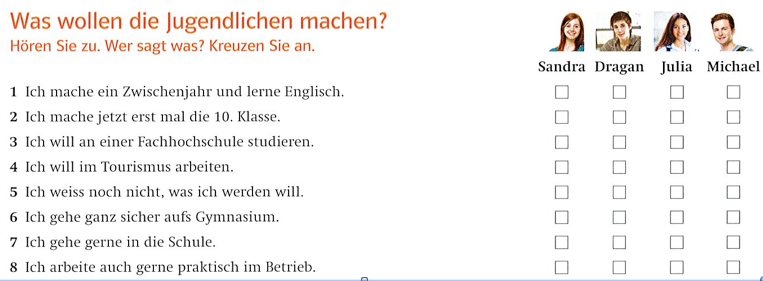 Was wollen die Jugendlichen machen?
Hören Sie zu. Wer sagt was? Kreuzen Sie an.
Sandra Dragan Julia Michael
1 Ich mache ein Zwischenjahr und lerne Englisch.
2 Ich mache jetzt erst mal die 10. Klasse.
3 Ich will an einer Fachhochschule studieren.
4 Ich will im Tourismus arbeiten.
5 Ich weiss noch nicht, was ich werden will.
6 Ich gehe ganz sicher aufs Gymnasium.
7 Ich gehe gerne in die Schule.
8 Ich arbeite auch gerne praktisch im Betrieb.